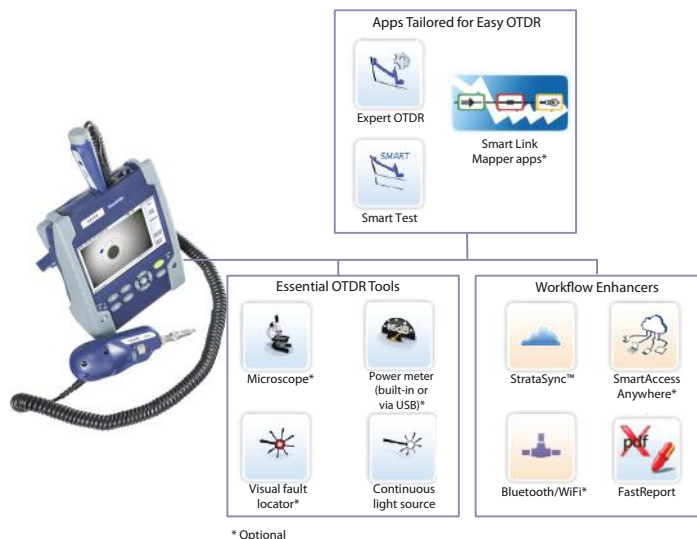 Apps Tailored for Easy OTDR
Expert OTDR
Smart Link
Mapper apps*
SMART
Smart Test
Essential OTDR Tools
Microscope*
Power meter
(built-in or
via USB)*
Visual fault
locator*
Continuous
light source
Workflow Enhancers
StrataSync™
SmartAccess
Anywhere*
Bluetooth/WiFi*
pdf
FastReport
* Optional